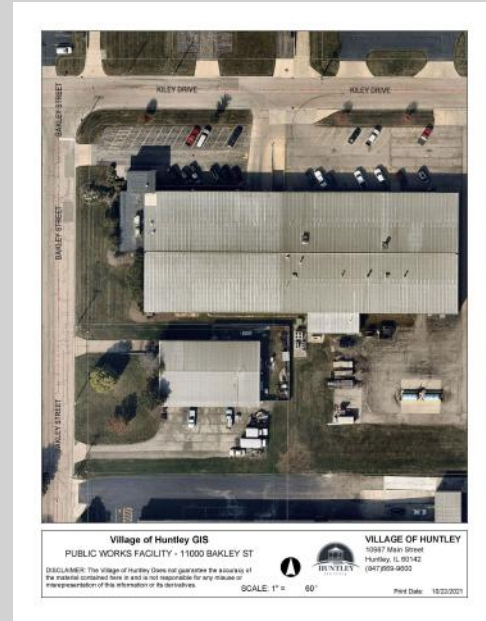 KILEY DRIVE
KILEY DRIVE
BAKLEY STREET
BAKLEY STREET
BAKLEY STREET
Village of Huntley GIS
PUBLIC WORKS FACILITY - 11000 BAKLEY ST
DISCLAIMER: The Village of Huntley Does not guarantee the accuracy of
the material contained here in and is not responsible for any misuse or
misrepresentation of this information or its derivatives.
SCALE: 1" = 60'
HUNTLEY
VILLAGE OF HUNTLEY
10987 Main Street
Huntley, IL 60142
(847)669-9600
Print Date: 10/22/2021